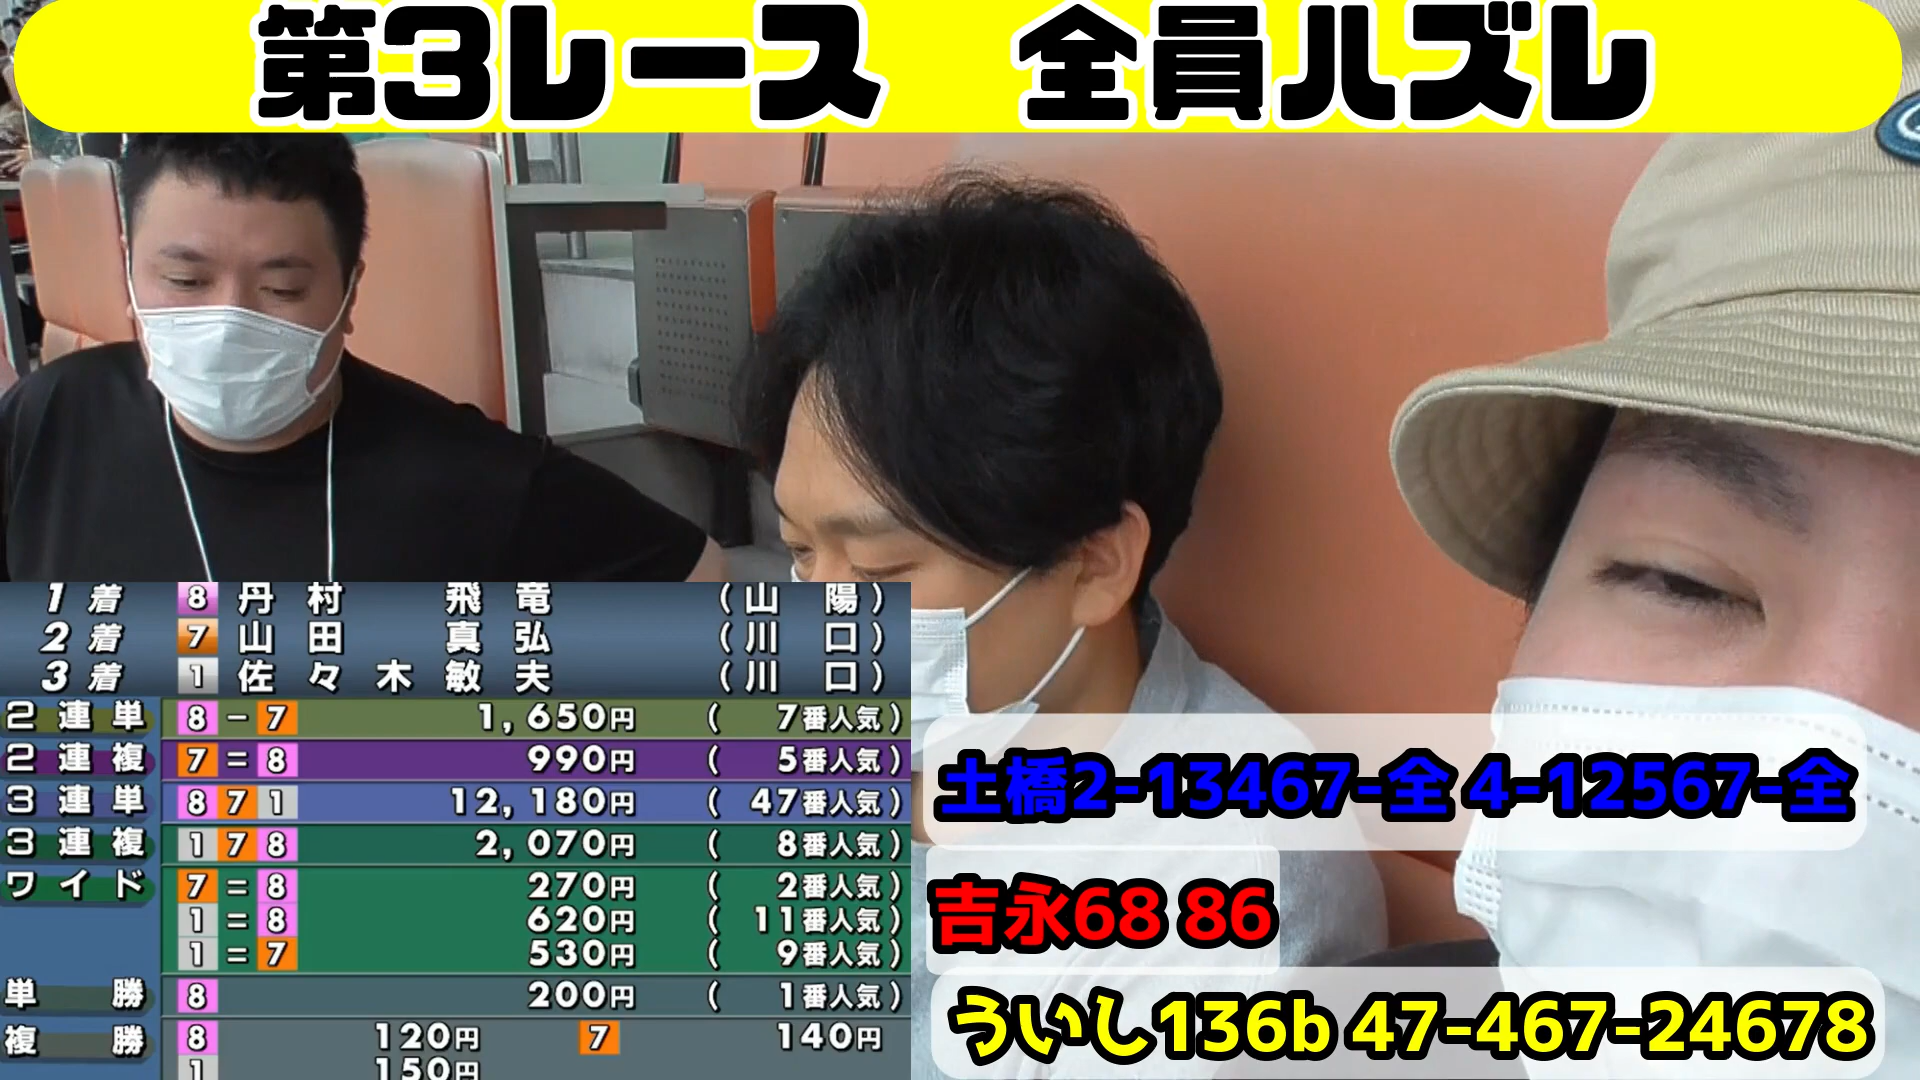 第3レース 全員ハズレ
1着 8 丹村 飛竜 (山陽)
2着 7 山田 真弘 (川口)
3着 1 佐々木敏夫 (川口)
2連単 8-7 1,650円 (7番人気)
2連複 7=8 990円 (5番人気)
3連単 8 7 1 12,180円 (47番人気)
3連複 1 7 8 2,070円 (8番人気)
ワイド 7=8 270円 (2番人気)
1=8 620円 (11番人気)
1=7 530円 (9番人気)
単勝 8 200円 (1番人気)
複勝 8 120円 7 140円
1 150円
土橋2-13467-全 4-12567-全
吉永68 86
ういし136b 47-467-24678